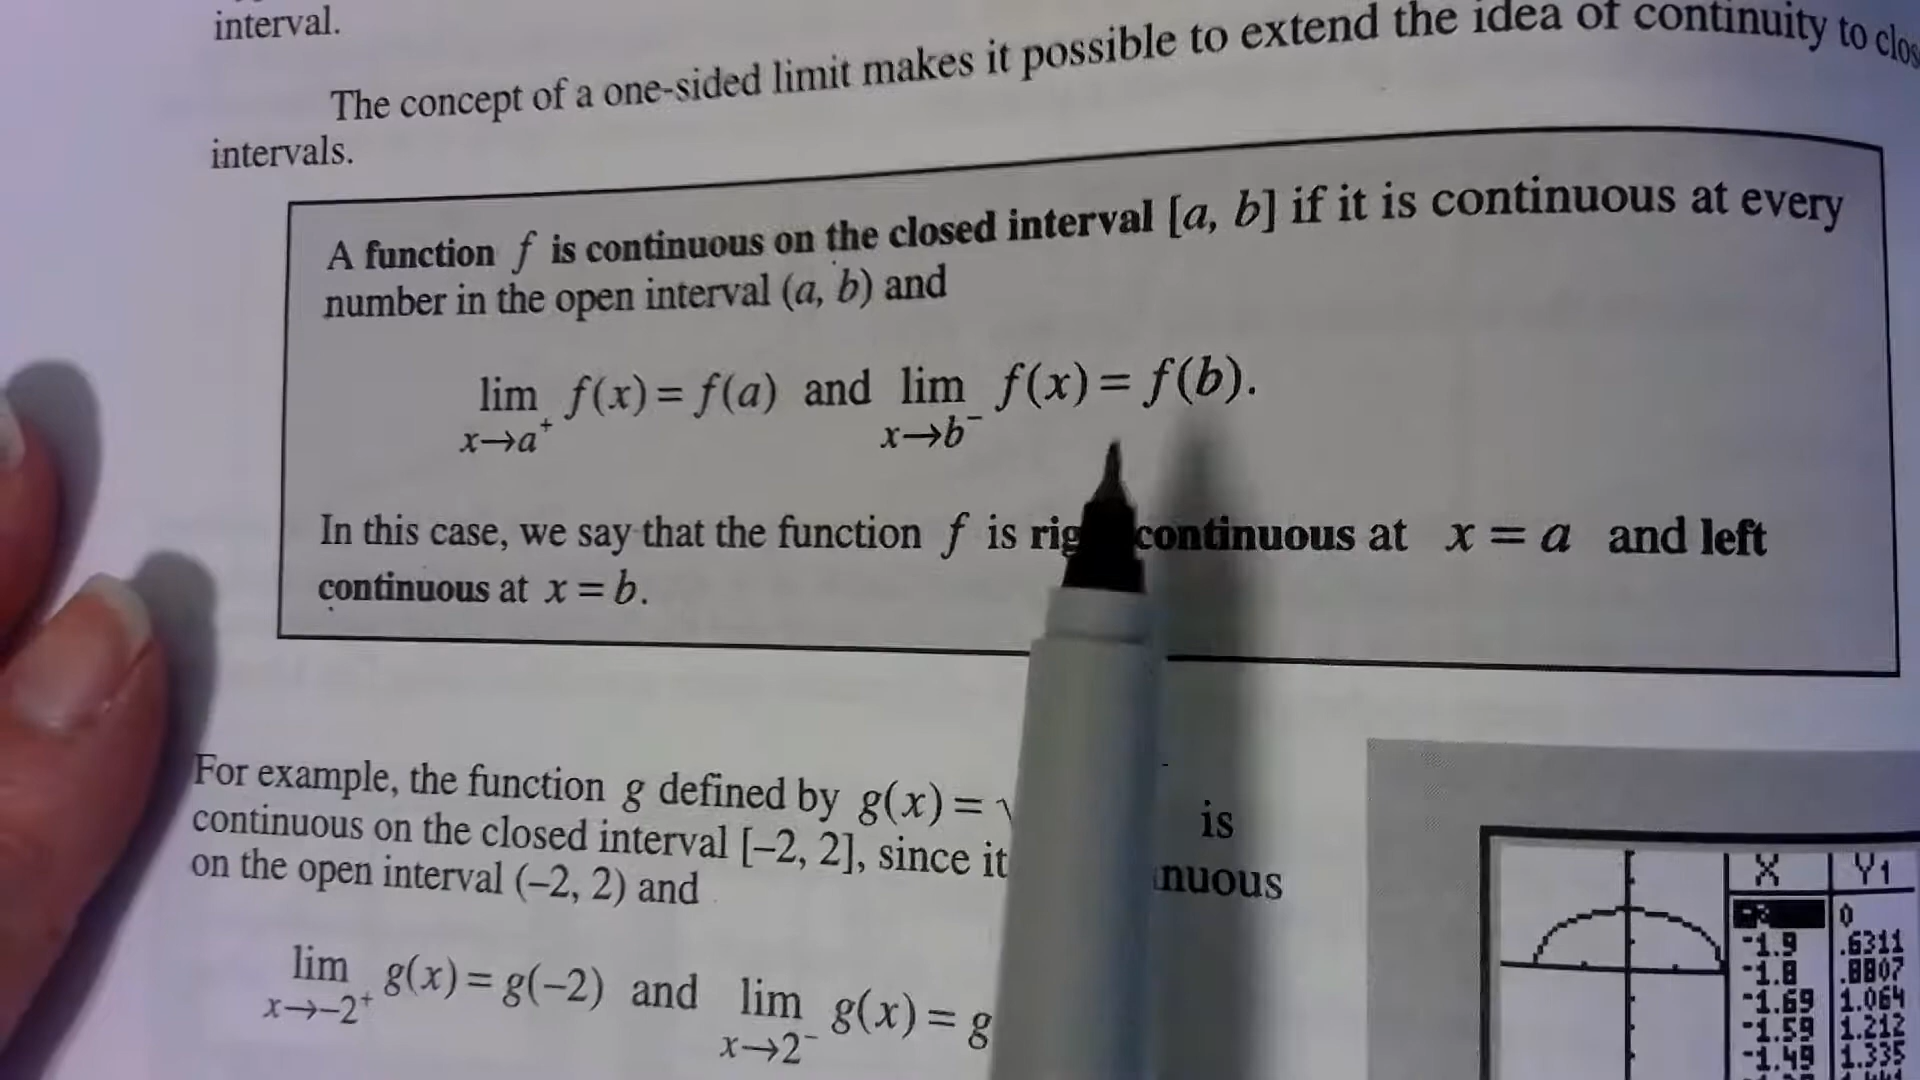 interval.
The concept of a one-sided limit makes it possible to extend the idea of continuity to
intervals.
A function f is continuous on the closed interval [a, b] if it is continuous at every
number in the open interval (a, b) and
lim f(x) = f(a) and lim f(x) = f(b).
x→a⁺ x→b⁻
In this case, we say that the function f is continuous at x = a and left
continuous at x = b.
For example, the function g defined by g(x) = is
continuous on the closed interval [−2, 2], since it
on the open interval (−2, 2) and
lim g(x) = g(−2) and lim g(x) = g
x→−2⁺ x→2⁻
X Y1
0
-1.9 .6311
-1.8 .8807
-1.69 1.064
-1.59 1.212
-1.49 1.335